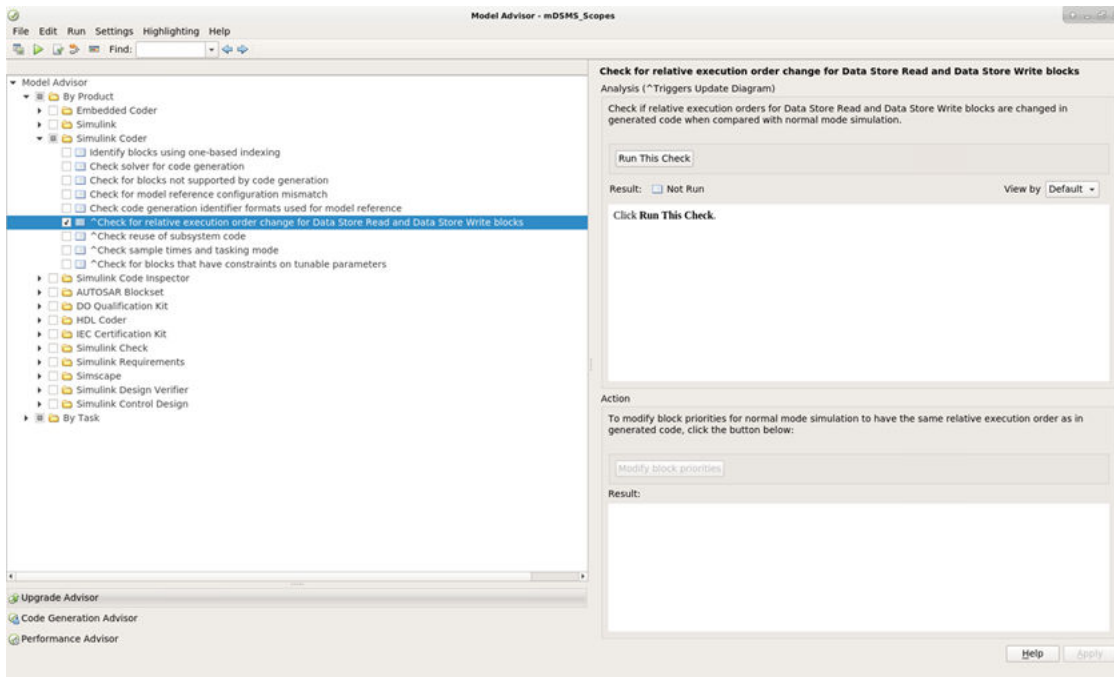 Model Advisor - mDSMS_Scopes
File Edit Run Settings Highlighting Help
Find:
Model Advisor
By Product
Embedded Coder
Simulink
Simulink Coder
Identify blocks using one-based indexing
Check solver for code generation
Check for blocks not supported by code generation
Check for model reference configuration mismatch
Check code generation identifier formats used for model reference
^Check for relative execution order change for Data Store Read and Data Store Write blocks
^Check reuse of subsystem code
^Check sample times and tasking mode
^Check for blocks that have constraints on tunable parameters
Simulink Code Inspector
AUTOSAR Blockset
DO Qualification Kit
HDL Coder
IEC Certification Kit
Simulink Check
Simulink Requirements
Simscape
Simulink Design Verifier
Simulink Control Design
By Task
Upgrade Advisor
Code Generation Advisor
Performance Advisor
Check for relative execution order change for Data Store Read and Data Store Write blocks
Analysis (^Triggers Update Diagram)
Check if relative execution orders for Data Store Read and Data Store Write blocks are changed in
generated code when compared with normal mode simulation.
Run This Check
Result: Not Run View by Default
Click Run This Check.
Action
To modify block priorities for normal mode simulation to have the same relative execution order as in
generated code, click the button below:
Modify block priorities
Result:
Help Apply